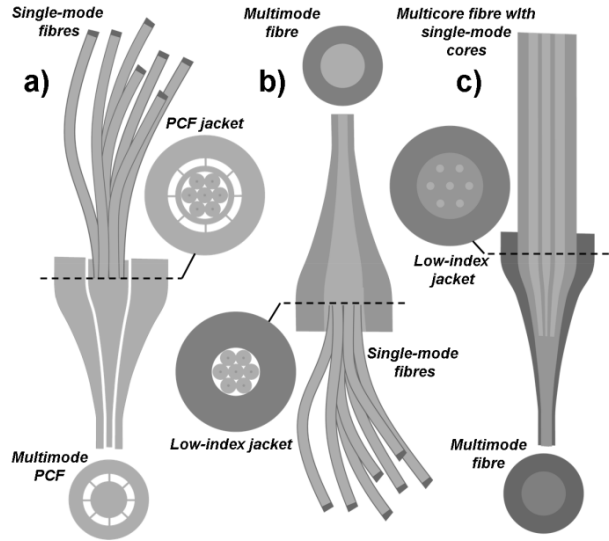 Single-mode
fibres
a)
PCF jacket
Multimode
PCF
Multimode
fibre
b)
Single-mode
fibres
Low-index jacket
Multicore fibre with
single-mode
cores
c)
Low-index
jacket
Multimode
fibre